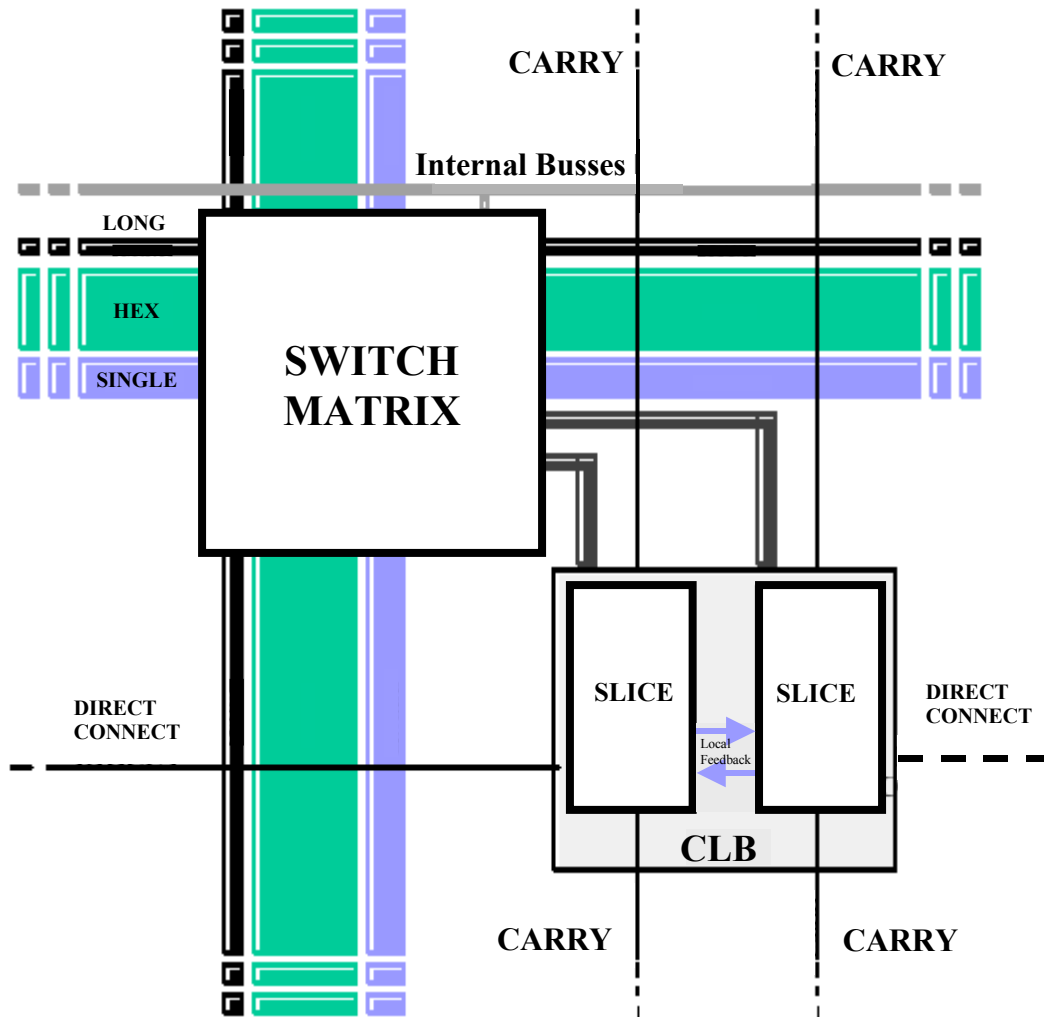 CARRY
CARRY
Internal Busses
LONG
HEX
SINGLE
SWITCH
MATRIX
SLICE
SLICE
DIRECT
CONNECT
DIRECT
CONNECT
Local
Feedback
CLB
CARRY
CARRY